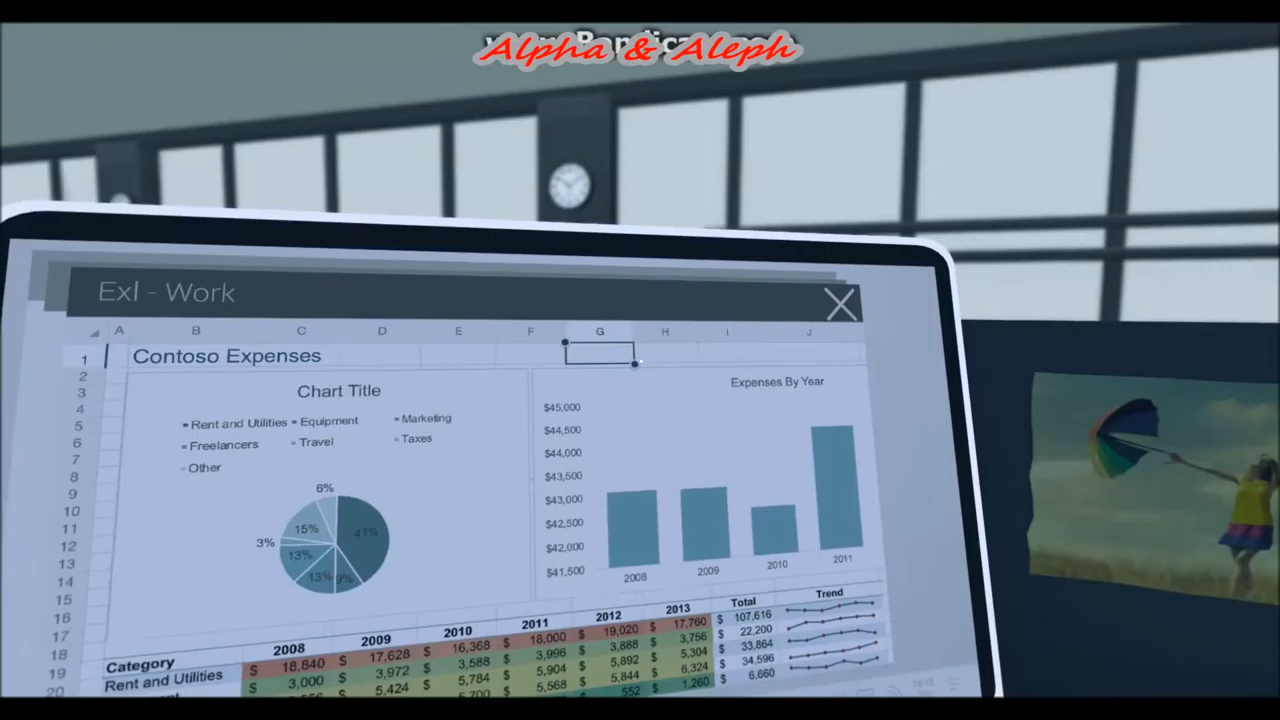 Alpha & Aleph
Exl - Work
A B C D E F G H I J
1 Contoso Expenses
2
3
4
5
6
7
8
9
10
11
12
13
14
15
16
17
18
19
20
Chart Title
Rent and Utilities Equipment Marketing
Freelancers Travel Taxes
Other
6%
15% 41%
3%
13%
13% 9%
Expenses By Year
$45,000
$44,500
$44,000
$43,500
$43,000
$42,500
$42,000
$41,500
2008 2009 2010 2011
Category 2008 2009 2010 2011 2012 2013 Total Trend
Rent and Utilities $ 18,840 $ 17,628 $ 16,368 $ 18,000 $ 19,020 $ 17,760 $ 107,616
$ 3,000 $ 3,972 $ 3,588 $ 3,996 $ 3,888 $ 3,756 $ 22,200
5,424 $ 5,784 $ 5,904 $ 5,892 $ 5,304 $ 33,864
$ 5,568 $ 5,844 $ 6,324 $ 34,596
552 $ 1,260 $ 6,660